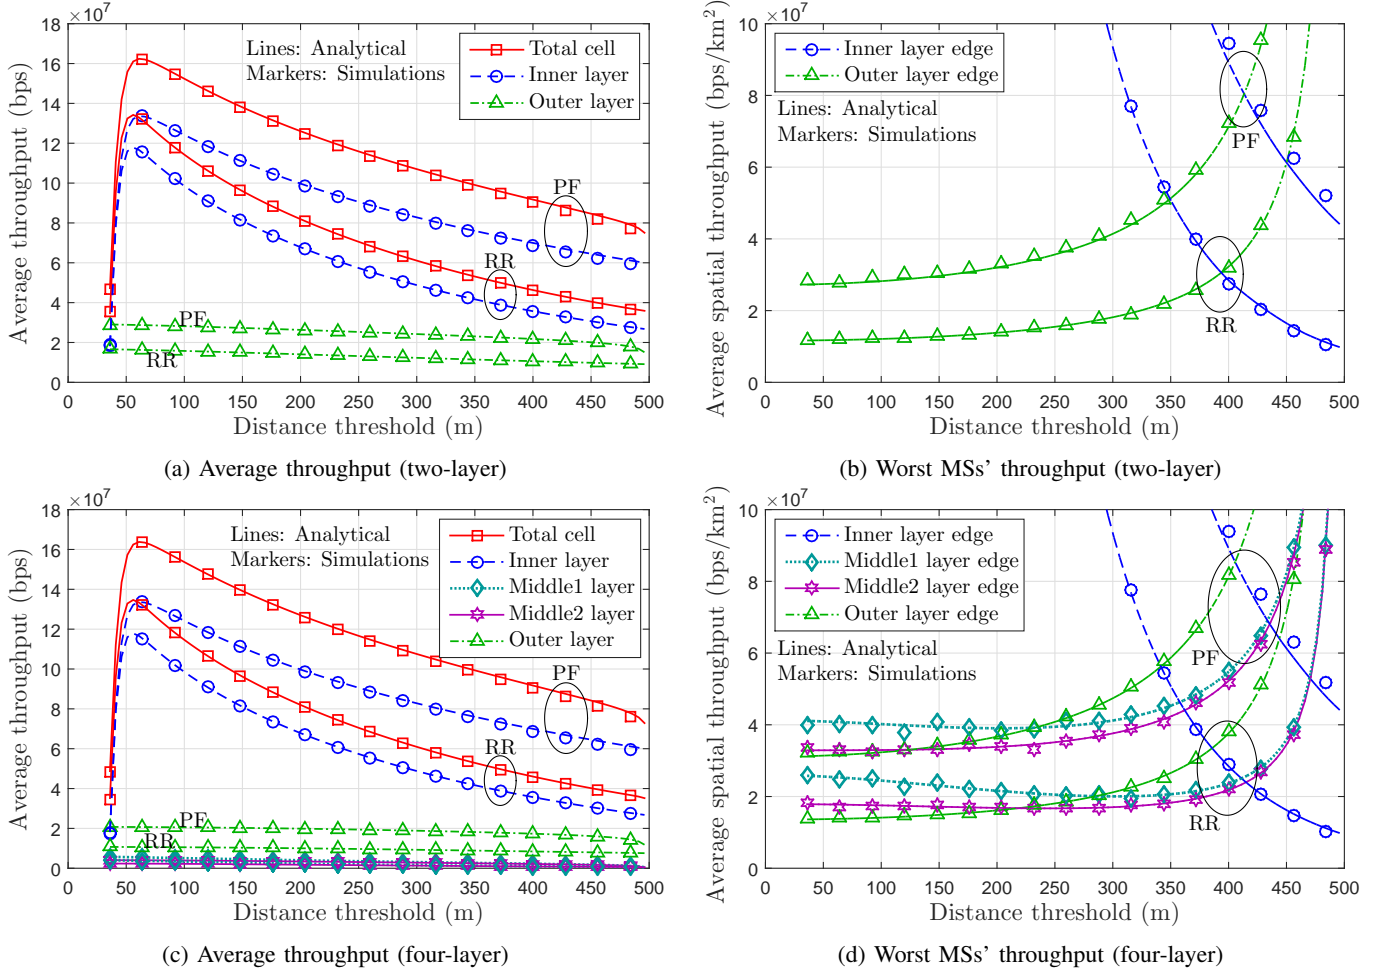 ×10^7
18
16
14
12
10
8
6
4
2
0
0 50 100 150 200 250 300 350 400 450 500
Average throughput (bps)
Distance threshold (m)
Lines: Analytical
Markers: Simulations
Total cell
Inner layer
Outer layer
PF
RR
PF
RR
(a) Average throughput (two-layer)
×10^7
10
8
6
4
2
0
0 50 100 150 200 250 300 350 400 450 500
Average spatial throughput (bps/km^2)
Distance threshold (m)
Inner layer edge
Outer layer edge
Lines: Analytical
Markers: Simulations
PF
RR
(b) Worst MSs' throughput (two-layer)
×10^7
18
16
14
12
10
8
6
4
2
0
0 50 100 150 200 250 300 350 400 450 500
Average throughput (bps)
Distance threshold (m)
Lines: Analytical
Markers: Simulations
Total cell
Inner layer
Middle1 layer
Middle2 layer
Outer layer
PF
RR
PF
RR
(c) Average throughput (four-layer)
×10^7
10
8
6
4
2
0
0 50 100 150 200 250 300 350 400 450 500
Average spatial throughput (bps/km^2)
Distance threshold (m)
Inner layer edge
Middle1 layer edge
Middle2 layer edge
Outer layer edge
Lines: Analytical
Markers: Simulations
PF
RR
(d) Worst MSs' throughput (four-layer)